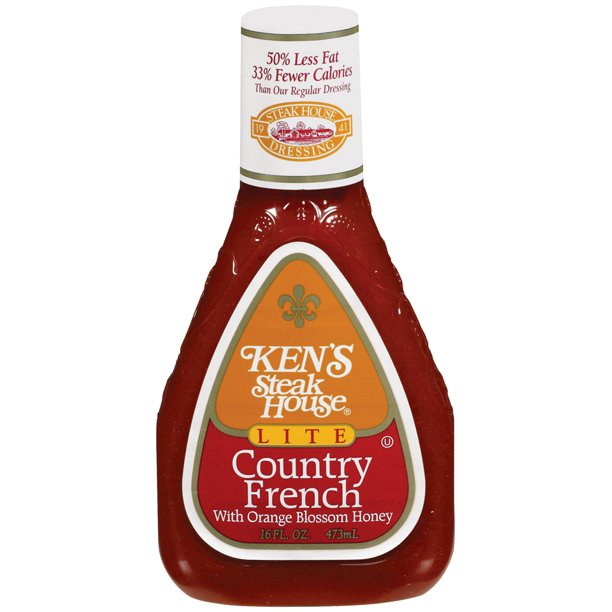 50% Less Fat
33% Fewer Calories
Than Our Regular Dressing
STEAK HOUSE
19 41
DRESSING
KEN'S
Steak
HOUSE®
LITE
U
Country
French
With Orange Blossom Honey
16 FL. OZ. 473mL